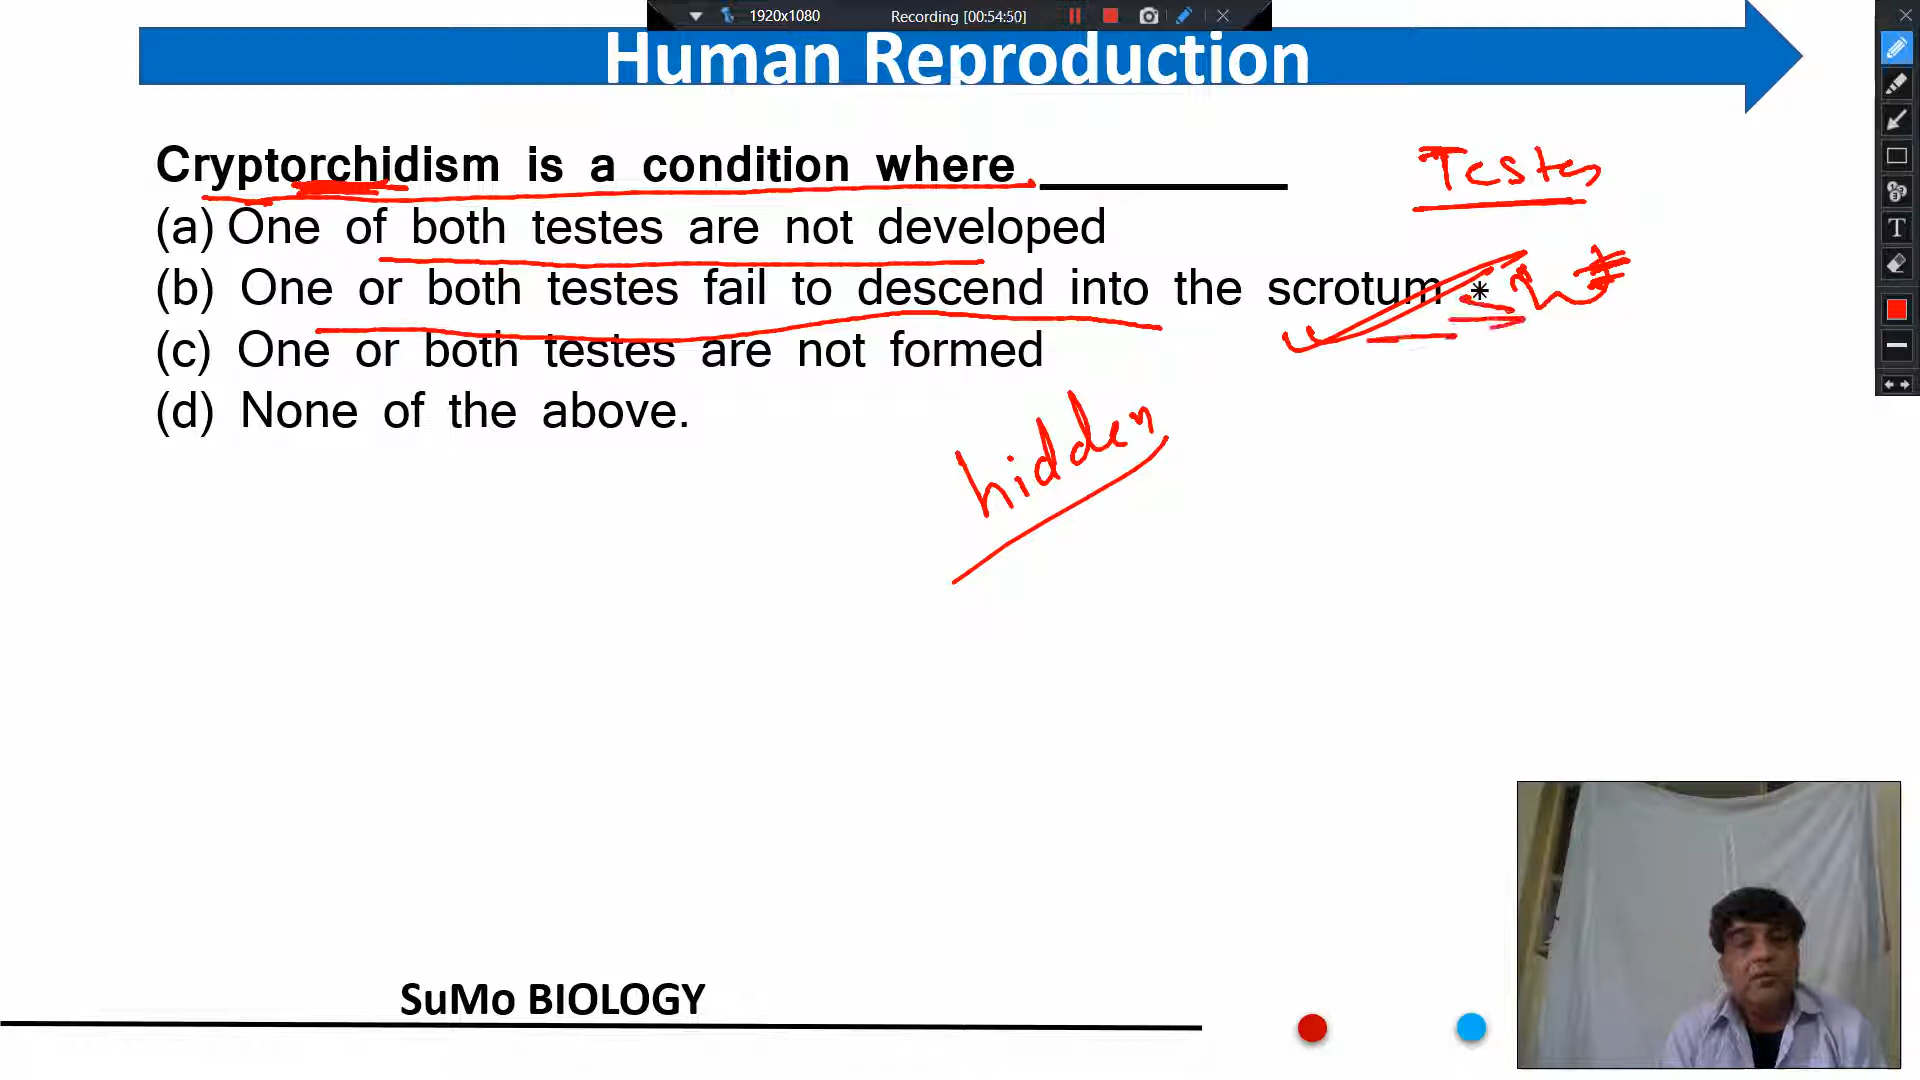 1920x1080 Recording [00:54:50]
Human Reproduction
Cryptorchidism is a condition where __________
Testes
(a) One of both testes are not developed
(b) One or both testes fail to descend into the scrotum
(c) One or both testes are not formed
(d) None of the above.
hidden
SuMo BIOLOGY
T